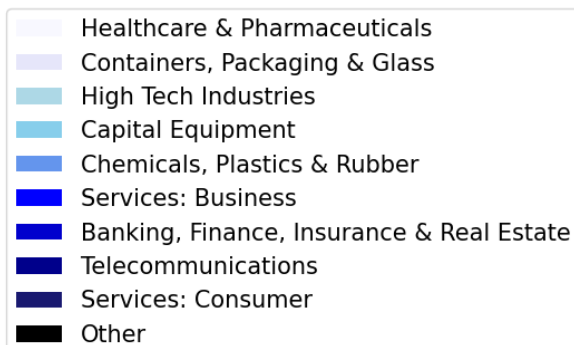 Healthcare & Pharmaceuticals
Containers, Packaging & Glass
High Tech Industries
Capital Equipment
Chemicals, Plastics & Rubber
Services: Business
Banking, Finance, Insurance & Real Estate
Telecommunications
Services: Consumer
Other